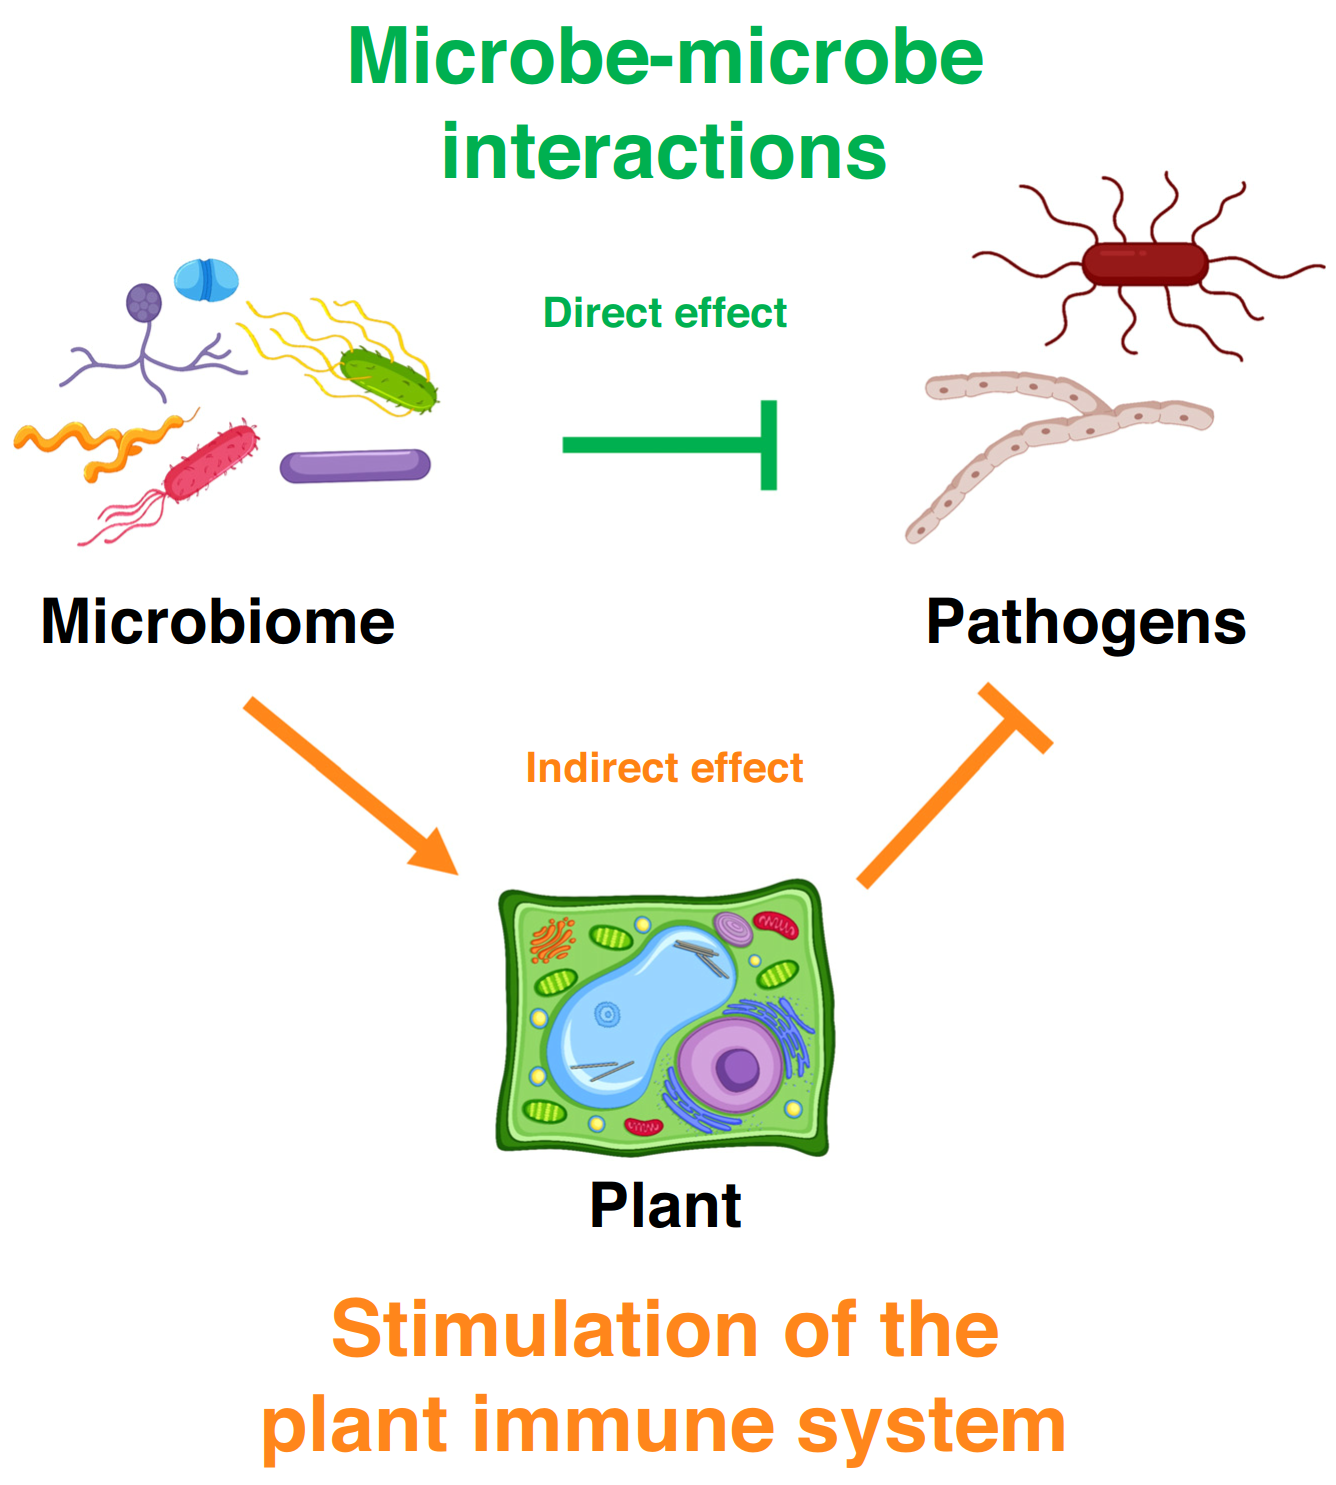 Microbe-microbe
interactions
Direct effect
Microbiome
Pathogens
Indirect effect
Plant
Stimulation of the
plant immune system